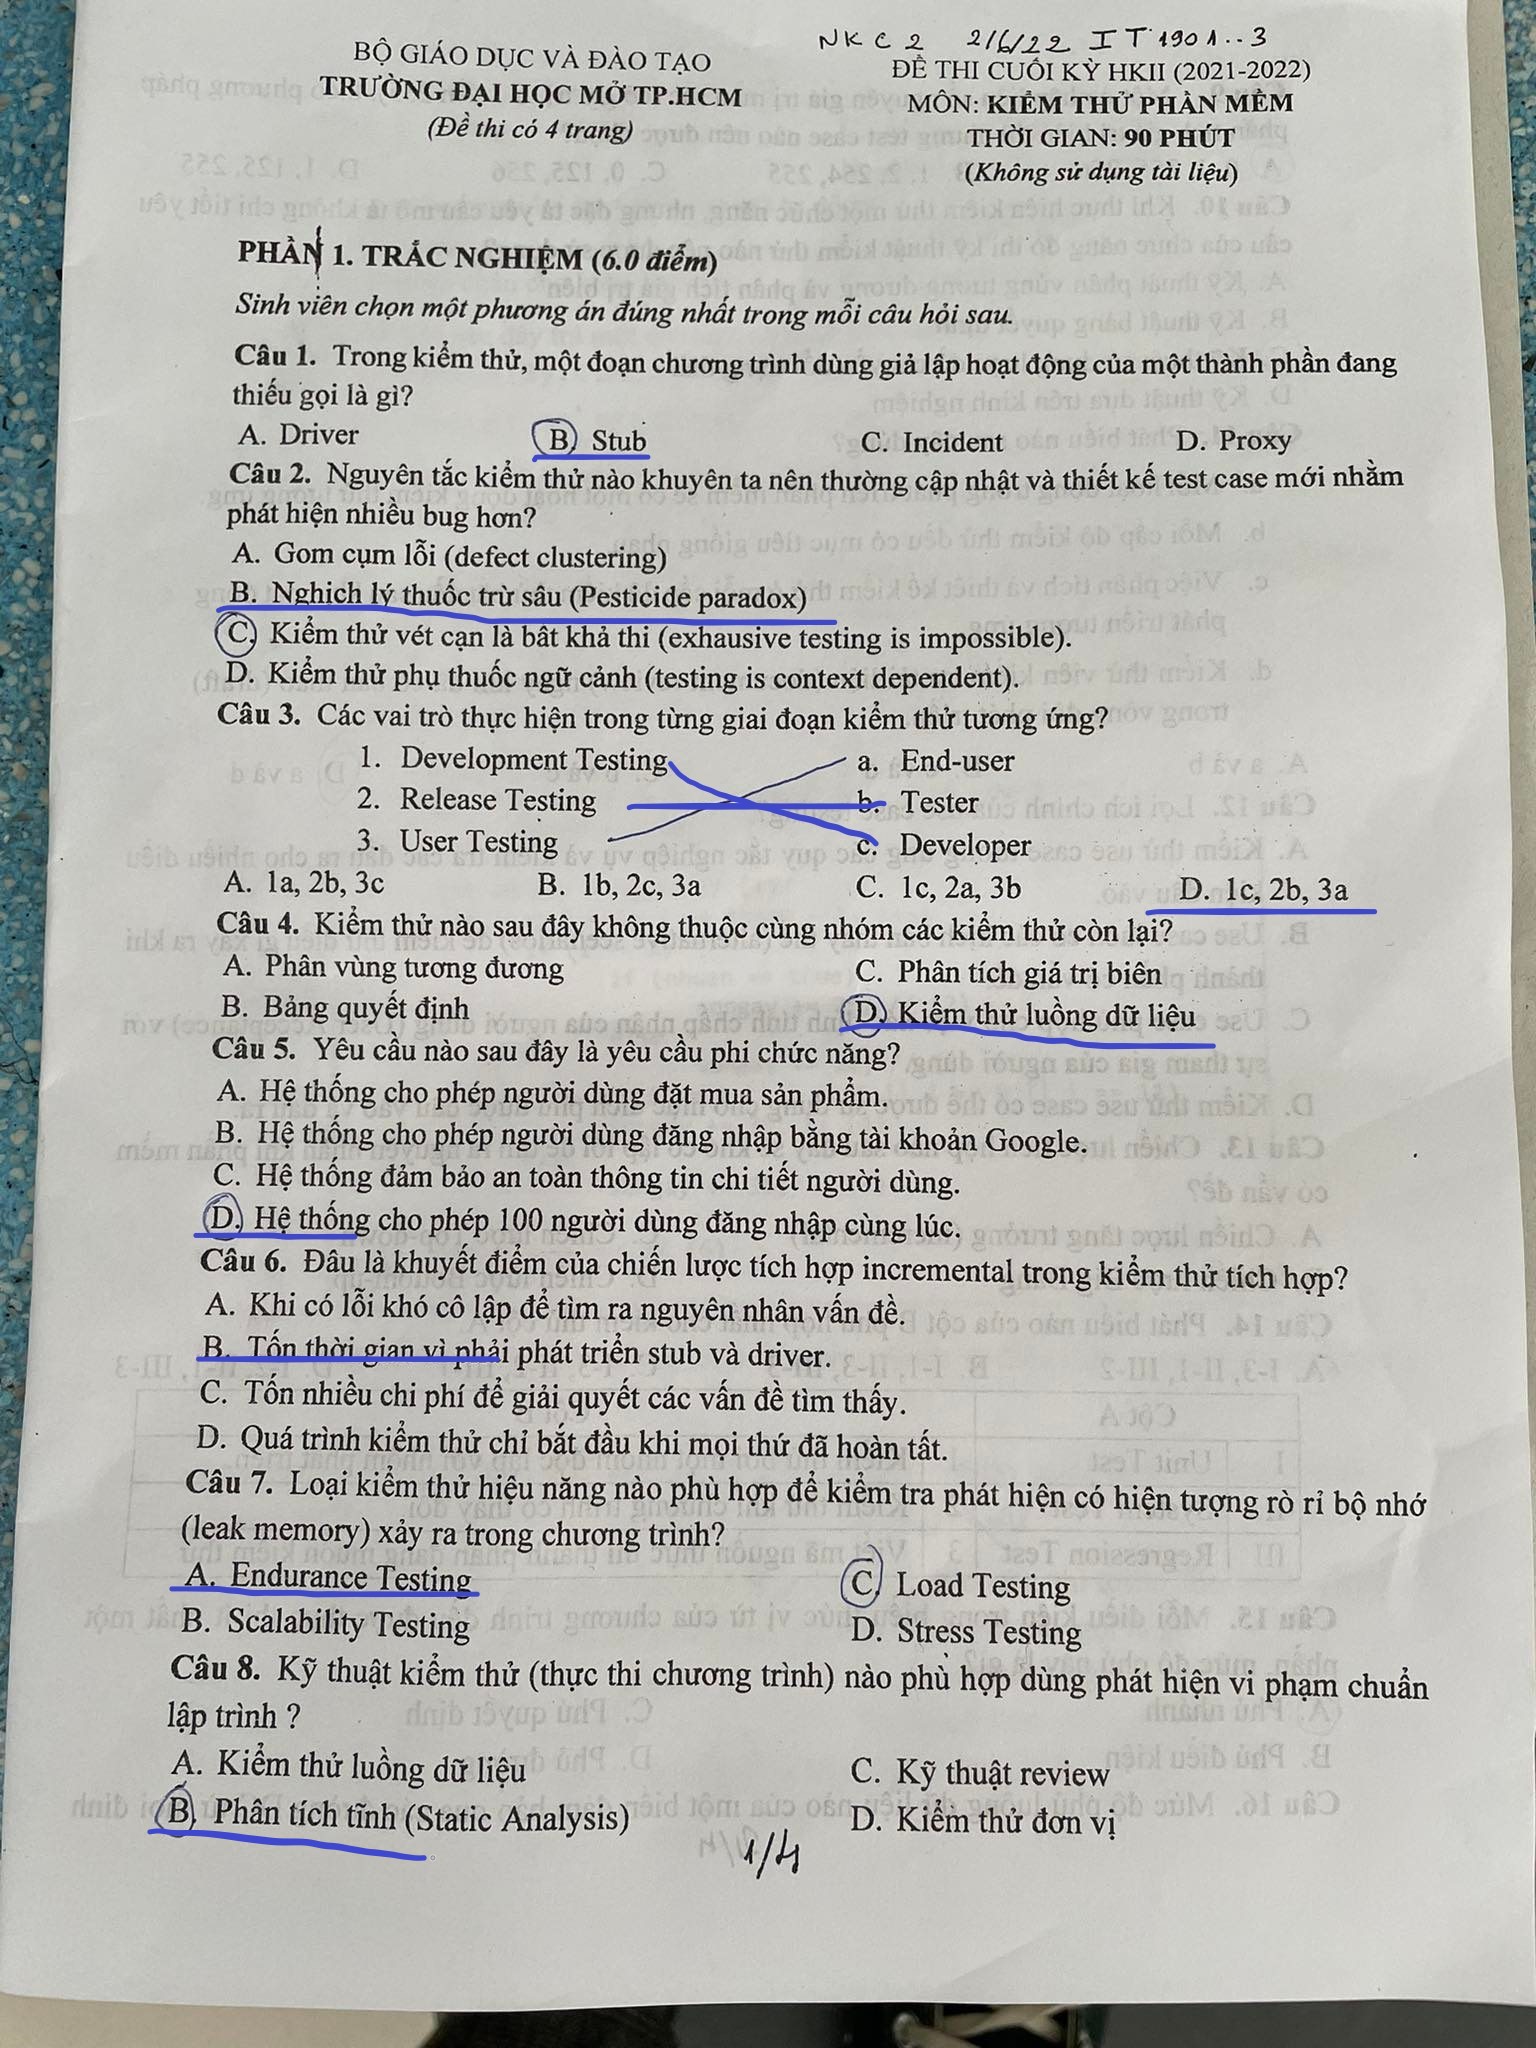 NKC2 2/6/22 IT1901..3
BỘ GIÁO DỤC VÀ ĐÀO TẠO
TRƯỜNG ĐẠI HỌC MỞ TP.HCM
(Đề thi có 4 trang)
ĐỀ THI CUỐI KỲ HKII (2021-2022)
MÔN: KIỂM THỬ PHẦN MỀM
THỜI GIAN: 90 PHÚT
(Không sử dụng tài liệu)
PHẦN 1. TRẮC NGHIỆM (6.0 điểm)
Sinh viên chọn một phương án đúng nhất trong mỗi câu hỏi sau.
Câu 1. Trong kiểm thử, một đoạn chương trình dùng giả lập hoạt động của một thành phần đang
thiếu gọi là gì?
A. Driver B. Stub C. Incident D. Proxy
Câu 2. Nguyên tắc kiểm thử nào khuyên ta nên thường cập nhật và thiết kế test case mới nhằm
phát hiện nhiều bug hơn?
A. Gom cụm lỗi (defect clustering)
B. Nghịch lý thuốc trừ sâu (Pesticide paradox)
C. Kiểm thử vét cạn là bất khả thi (exhausive testing is impossible).
D. Kiểm thử phụ thuốc ngữ cảnh (testing is context dependent).
Câu 3. Các vai trò thực hiện trong từng giai đoạn kiểm thử tương ứng?
1. Development Testing a. End-user
2. Release Testing b. Tester
3. User Testing c. Developer
A. 1a, 2b, 3c B. 1b, 2c, 3a C. 1c, 2a, 3b D. 1c, 2b, 3a
Câu 4. Kiểm thử nào sau đây không thuộc cùng nhóm các kiểm thử còn lại?
A. Phân vùng tương đương C. Phân tích giá trị biên
B. Bảng quyết định D. Kiểm thử luồng dữ liệu
Câu 5. Yêu cầu nào sau đây là yêu cầu phi chức năng?
A. Hệ thống cho phép người dùng đặt mua sản phẩm.
B. Hệ thống cho phép người dùng đăng nhập bằng tài khoản Google.
C. Hệ thống đảm bảo an toàn thông tin chi tiết người dùng.
D. Hệ thống cho phép 100 người dùng đăng nhập cùng lúc.
Câu 6. Đâu là khuyết điểm của chiến lược tích hợp incremental trong kiểm thử tích hợp?
A. Khi có lỗi khó cô lập để tìm ra nguyên nhân vấn đề.
B. Tốn thời gian vì phải phát triển stub và driver.
C. Tốn nhiều chi phí để giải quyết các vấn đề tìm thấy.
D. Quá trình kiểm thử chỉ bắt đầu khi mọi thứ đã hoàn tất.
Câu 7. Loại kiểm thử hiệu năng nào phù hợp để kiểm tra phát hiện có hiện tượng rò rỉ bộ nhớ
(leak memory) xảy ra trong chương trình?
A. Endurance Testing C. Load Testing
B. Scalability Testing D. Stress Testing
Câu 8. Kỹ thuật kiểm thử (thực thi chương trình) nào phù hợp dùng phát hiện vi phạm chuẩn
lập trình ?
A. Kiểm thử luồng dữ liệu C. Kỹ thuật review
B. Phân tích tĩnh (Static Analysis) D. Kiểm thử đơn vị
1/4